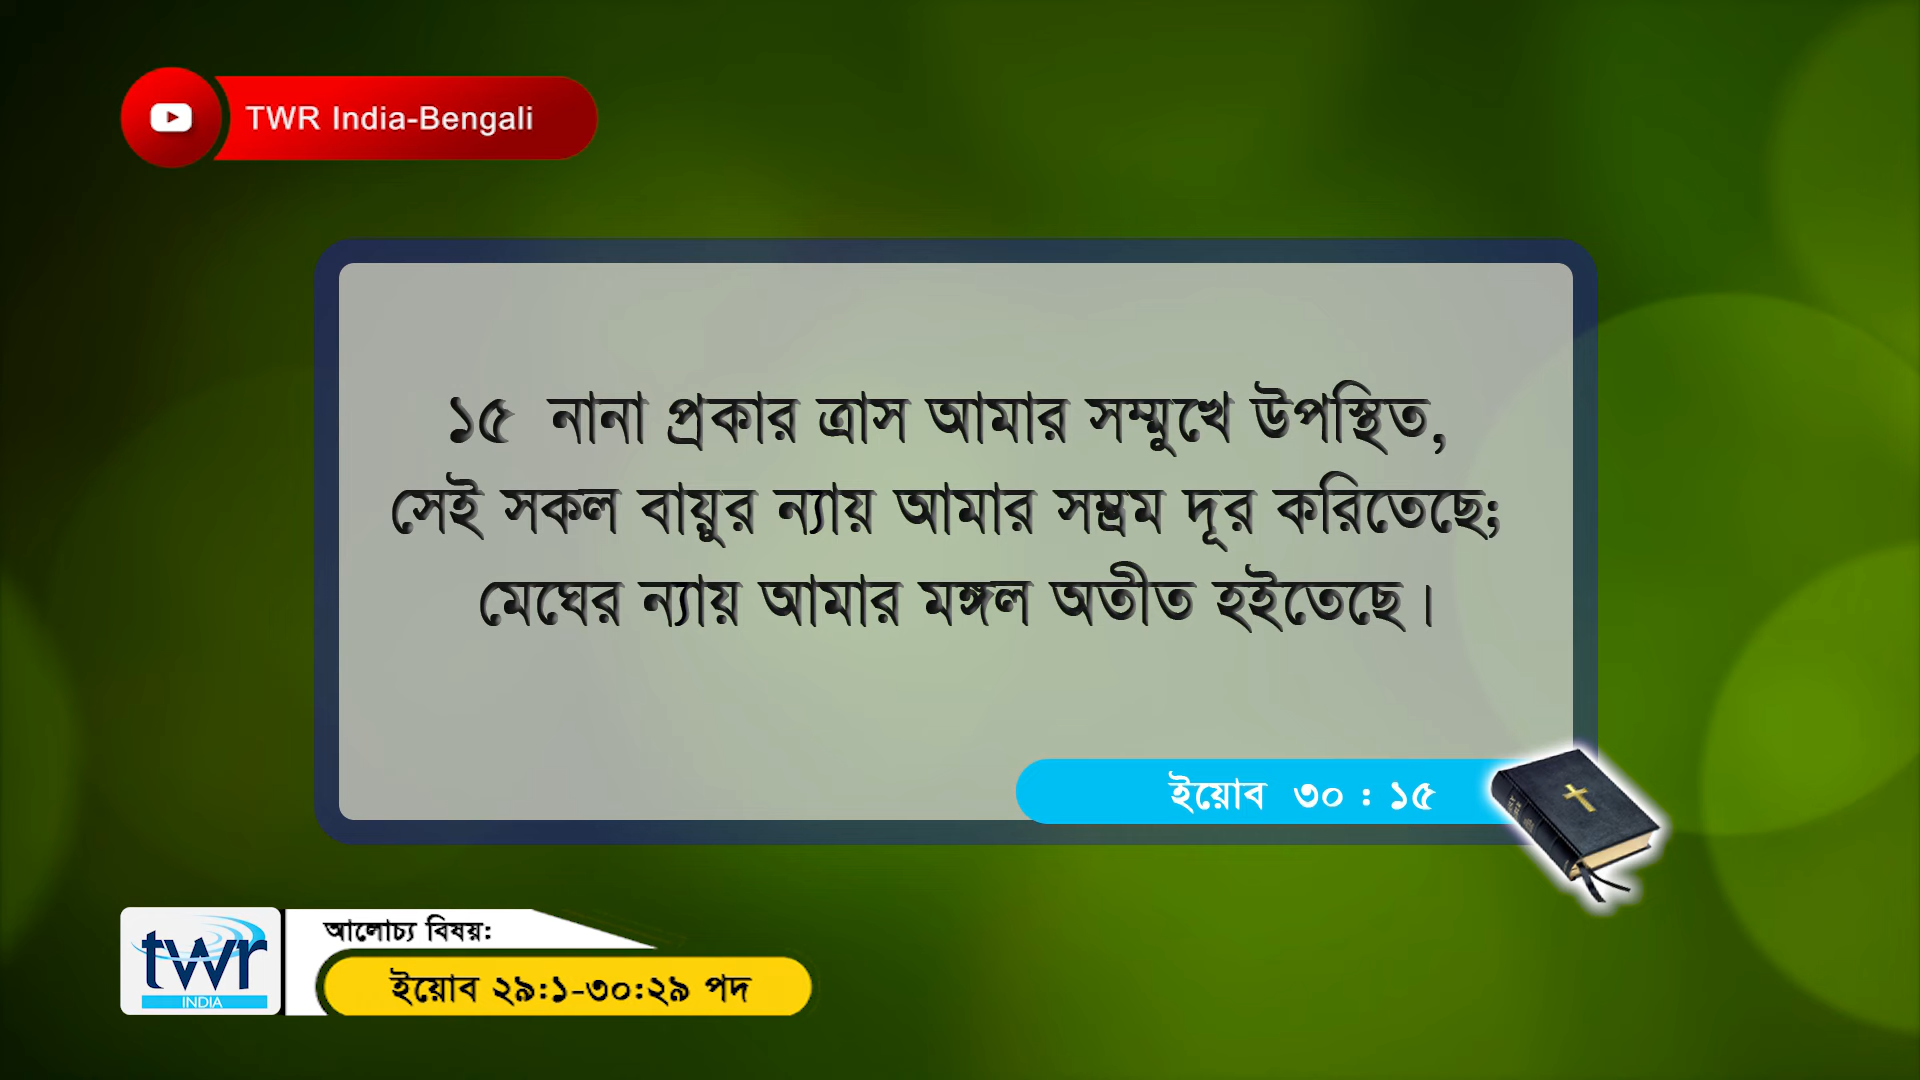 TWR India-Bengali
১৫ নানা প্রকার ত্রাস আমার সম্মুখে উপস্থিত,
সেই সকল বায়ুর ন্যায় আমার সম্ভ্রম দূর করিতেছে;
মেঘের ন্যায় আমার মঙ্গল অতীত হইতেছে।
ইয়োব ৩০ : ১৫
twr
INDIA
আলোচ্য বিষয়:
ইয়োব ২৯:১-৩০:২৯ পদ